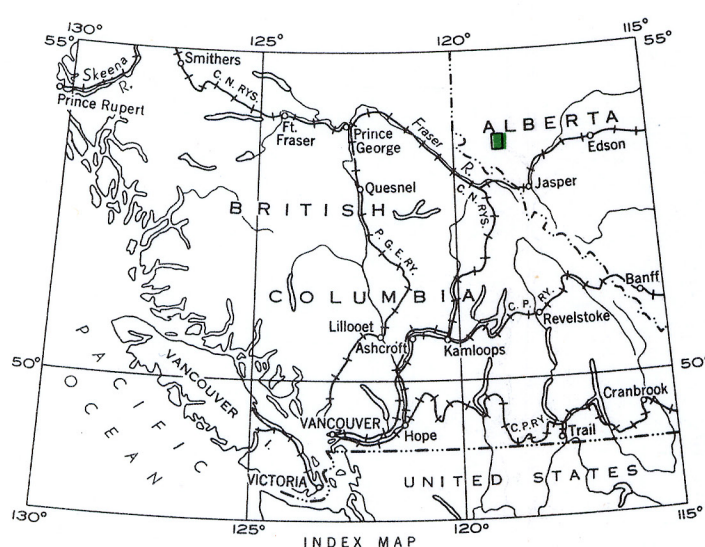 130°
125°
120°
115°
55°
55°
Smithers
Skeena
R.
C. N. RYS.
Prince Rupert
Ft.
Fraser
Prince
George
Fraser
R.
ALBERTA
Edson
Jasper
C. N. RYS.
Quesnel
BRITISH
P. G. E. RY.
COLUMBIA
Banff
C. P. RY.
Revelstoke
Lillooet
Ashcroft
Kamloops
PACIFIC
OCEAN
VANCOUVER
I.
50°
50°
Cranbrook
VANCOUVER
Hope
C.P.RY.
Trail
VICTORIA
UNITED STATES
130°
125°
120°
115°
INDEX MAP